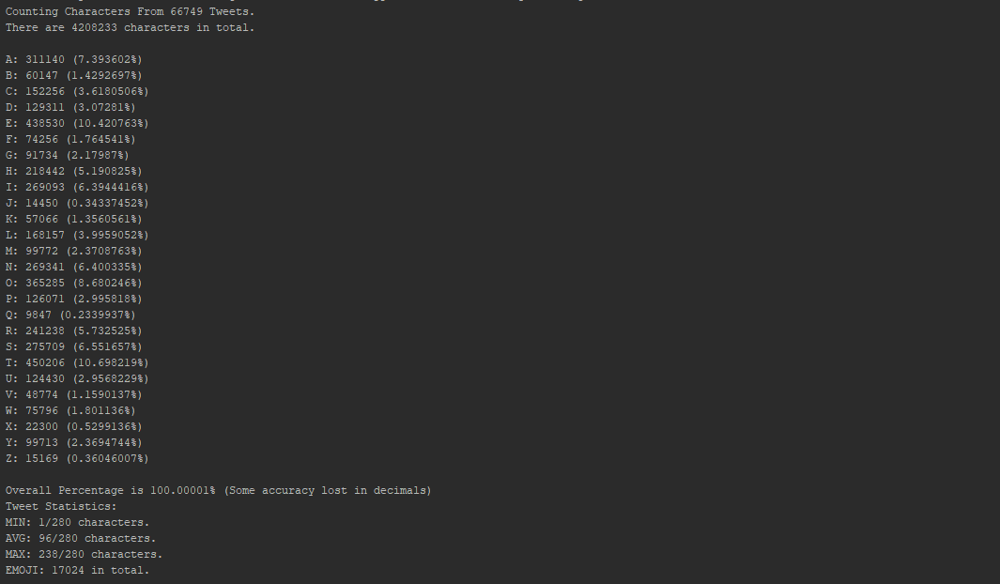 Counting Characters From 66749 Tweets.
There are 4208233 characters in total.
A: 311140 (7.393602%)
B: 60147 (1.4292697%)
C: 152256 (3.6180506%)
D: 129311 (3.07281%)
E: 438530 (10.420763%)
F: 74256 (1.764541%)
G: 91734 (2.17987%)
H: 218442 (5.190825%)
I: 269093 (6.3944416%)
J: 14450 (0.34337452%)
K: 57066 (1.3560561%)
L: 168157 (3.9959052%)
M: 99772 (2.3708763%)
N: 269341 (6.400335%)
O: 365285 (8.680246%)
P: 126071 (2.995818%)
Q: 9847 (0.2339937%)
R: 241238 (5.732525%)
S: 275709 (6.551657%)
T: 450206 (10.698219%)
U: 124430 (2.9568229%)
V: 48774 (1.1590137%)
W: 75796 (1.801136%)
X: 22300 (0.5299136%)
Y: 99713 (2.3694744%)
Z: 15169 (0.36046007%)
Overall Percentage is 100.00001% (Some accuracy lost in decimals)
Tweet Statistics:
MIN: 1/280 characters.
AVG: 96/280 characters.
MAX: 238/280 characters.
EMOJI: 17024 in total.